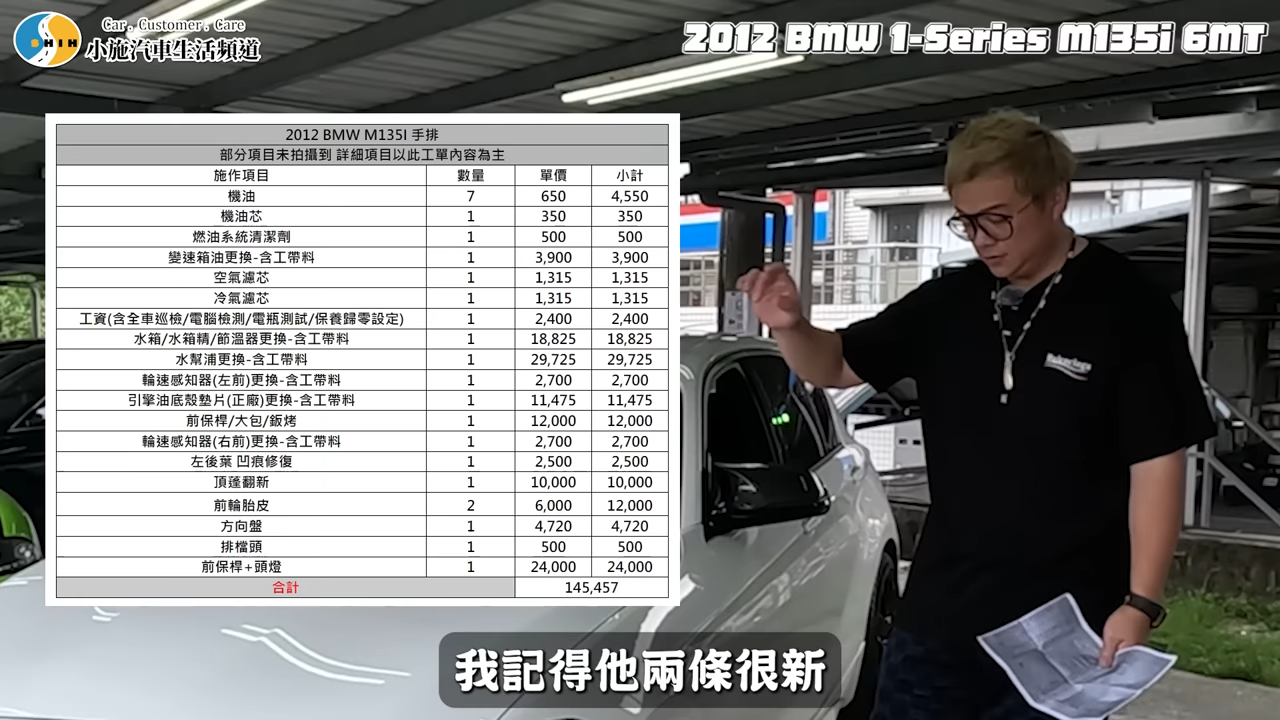 Car. Customer. Care
SHIH
小施汽車生活頻道
2012 BMW 1-Series M135i 6MT
2012 BMW M135I 手排
部分項目未拍攝到 詳細項目以此工單內容為主
施作項目 數量 單價 小計
機油 7 650 4,550
機油芯 1 350 350
燃油系統清潔劑 1 500 500
變速箱油更換-含工帶料 1 3,900 3,900
空氣濾芯 1 1,315 1,315
冷氣濾芯 1 1,315 1,315
工資(含全車巡檢/電腦檢測/電瓶測試/保養歸零設定) 1 2,400 2,400
水箱/水箱精/節溫器更換-含工帶料 1 18,825 18,825
水幫浦更換-含工帶料 1 29,725 29,725
輪速感知器(左前)更換-含工帶料 1 2,700 2,700
引擎油底殼墊片(正廠)更換-含工帶料 1 11,475 11,475
前保桿/大包/鈑烤 1 12,000 12,000
輪速感知器(右前)更換-含工帶料 1 2,700 2,700
左後葉 凹痕修復 1 2,500 2,500
頂蓬翻新 1 10,000 10,000
前輪胎皮 2 6,000 12,000
方向盤 1 4,720 4,720
排檔頭 1 500 500
前保桿+頭燈 1 24,000 24,000
合計 145,457
我記得他兩條很新